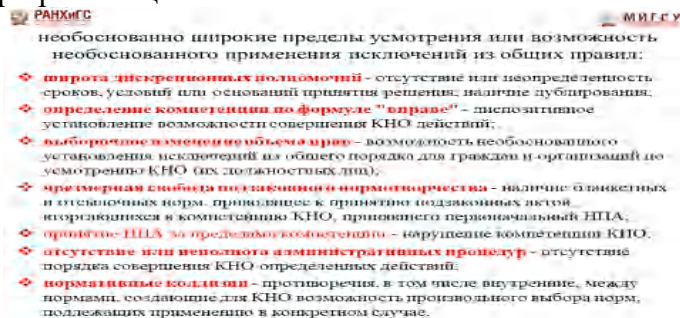 РАНХиГС
МИГСУ
необоснованно широкие пределы усмотрения или возможность
необоснованного применения исключений из общих правил:
❖ широта дискреционных полномочий - отсутствие или неопределенность
сроков, условий или оснований принятия решения, наличие дублирования.
❖ определение компетенции по формуле "вправе" - диспозитивное
установление возможности совершения КНО действий;
❖ выборочное изменение объема прав - возможность необоснованного
установления исключений из общего порядка для граждан и организаций по
усмотрению КНО (их должностных лиц);
❖ чрезмерная свобода подзаконного нормотворчества - наличие бланкетных
и отсылочных норм, приводящее к принятию подзаконных актов,
вторгающихся в компетенцию КНО, принявшего первоначальный НПА;
❖ принятие НПА за пределами компетенции - нарушение компетенции КНО.
❖ отсутствие или неполнота административных процедур - отсутствие
порядка совершения КНО определенных действий;
❖ нормативные коллизии - противоречия, в том числе внутренние, между
нормами, создающие для КНО возможность произвольного выбора норм,
подлежащих применению в конкретном случае.